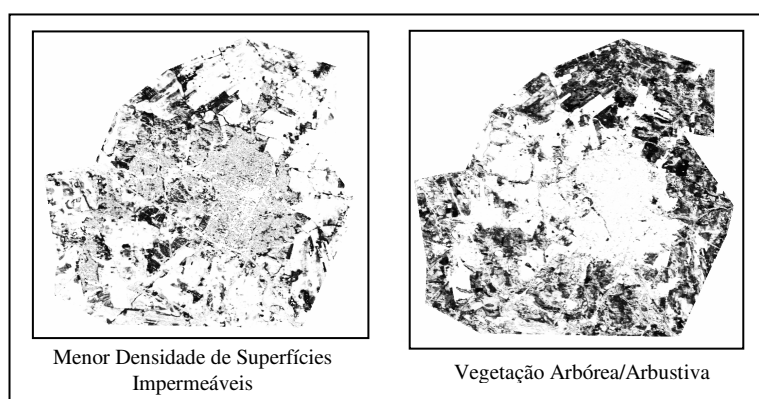 Menor Densidade de Superfícies
Impermeáveis
Vegetação Arbórea/Arbustiva